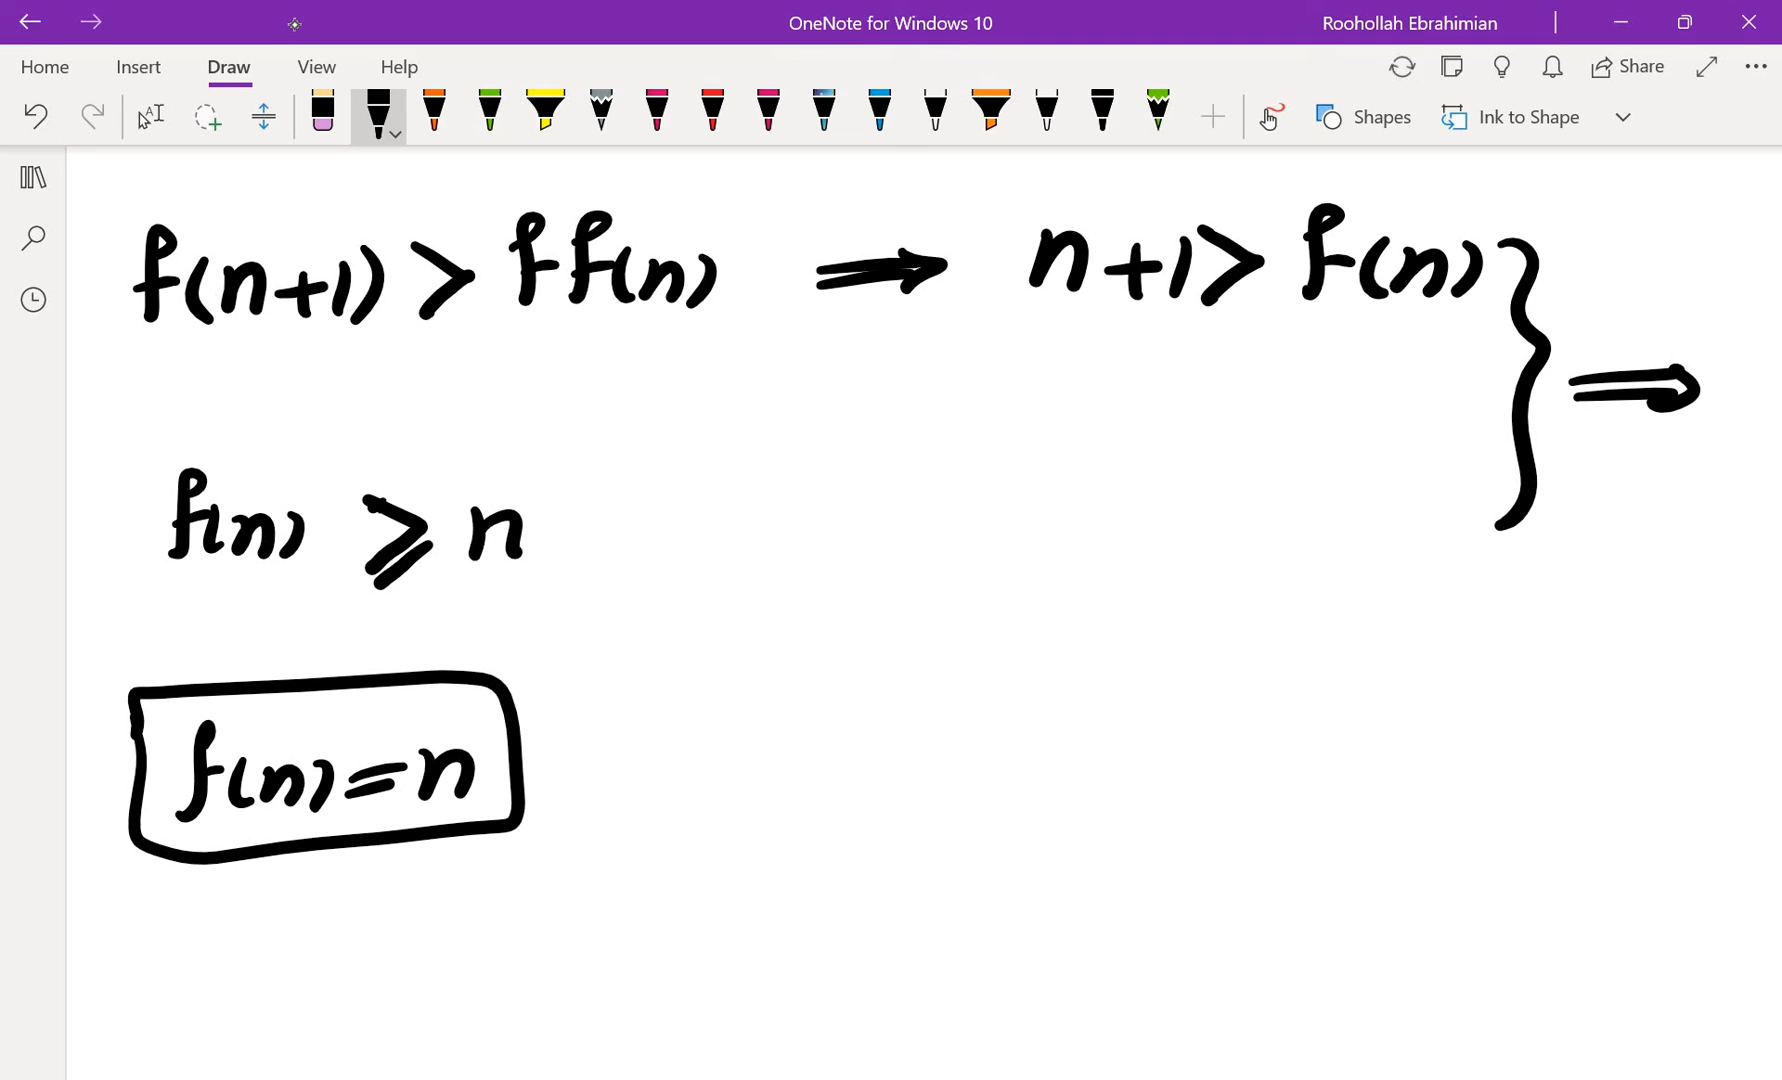 OneNote for Windows 10
Roohollah Ebrahimian
Home Insert Draw View Help
Share
Shapes Ink to Shape
f(n+1) > ff(n) ⟹ n+1 > f(n) } ⟹
f(n) ⩾ n
f(n) = n